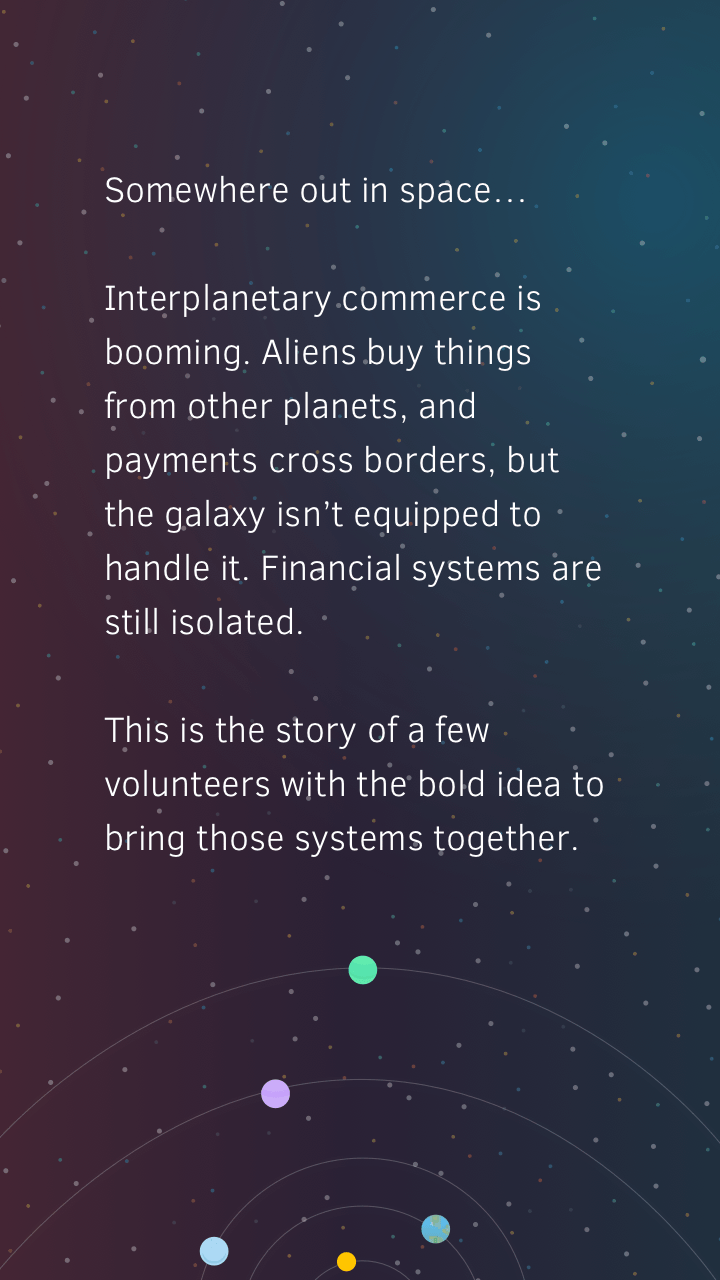 Somewhere out in space…
Interplanetary commerce is
booming. Aliens buy things
from other planets, and
payments cross borders, but
the galaxy isn’t equipped to
handle it. Financial systems are
still isolated.
This is the story of a few
volunteers with the bold idea to
bring those systems together.